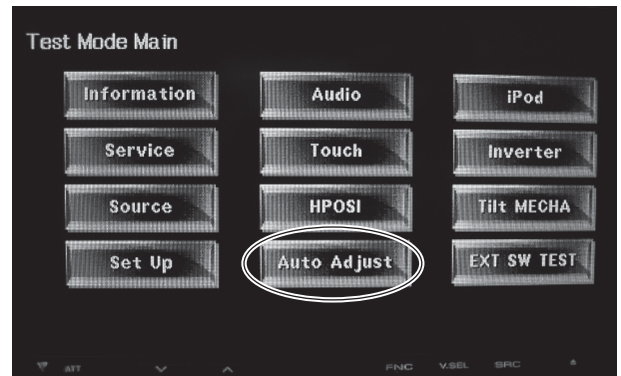 Test Mode Main
Information Audio iPod
Service Touch Inverter
Source HPOSI Tilt MECHA
Set Up Auto Adjust EXT SW TEST
ATT FNC V.SEL SRC